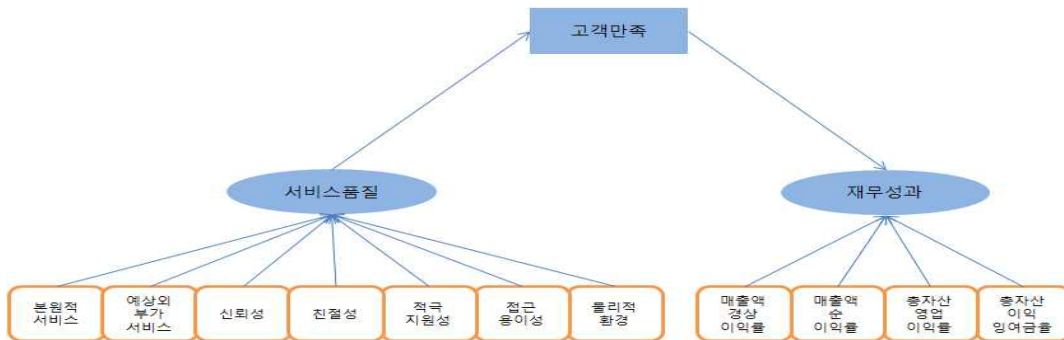 고객만족
서비스품질
재무성과
본원적
서비스
예상외
부가
서비스
신뢰성
친절성
적극
지원성
접근
용이성
물리적
환경
매출액
경상
이익률
매출액
순
이익률
총자산
영업
이익률
총자산
이익
잉여금율